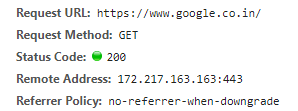 Request URL: https://www.google.co.in/
Request Method: GET
Status Code: 200
Remote Address: 172.217.163.163:443
Referrer Policy: no-referrer-when-downgrade